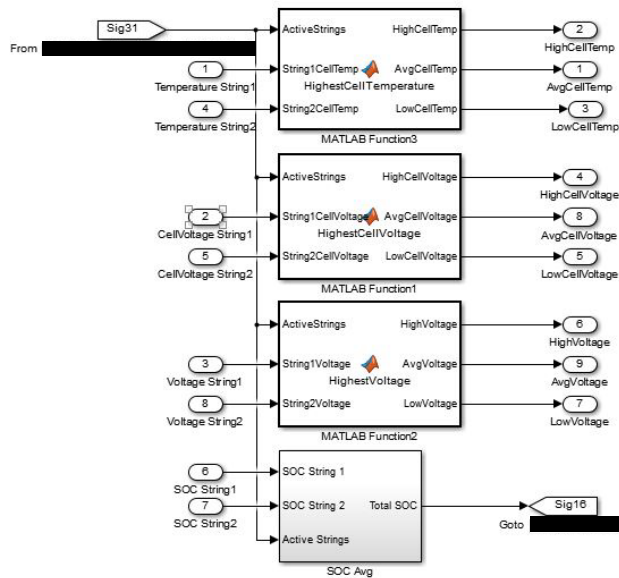 Sig31
From
ActiveStrings
HighCellTemp
2
HighCellTemp
1
Temperature String1
String1CellTemp
AvgCellTemp
1
AvgCellTemp
HighestCellTemperature
4
Temperature String2
String2CellTemp
LowCellTemp
3
LowCellTemp
MATLAB Function3
ActiveStrings
HighCellVoltage
4
HighCellVoltage
2
CellVoltage String1
String1CellVoltage
AvgCellVoltage
8
AvgCellVoltage
HighestCellVoltage
5
CellVoltage String2
String2CellVoltage
LowCellVoltage
5
LowCellVoltage
MATLAB Function1
ActiveStrings
HighVoltage
6
HighVoltage
3
Voltage String1
String1Voltage
AvgVoltage
9
AvgVoltage
HighestVoltage
8
Voltage String2
String2Voltage
LowVoltage
7
LowVoltage
MATLAB Function2
6
SOC String1
SOC String 1
7
SOC String2
SOC String 2
Total SOC
Sig16
Goto
Active Strings
SOC Avg